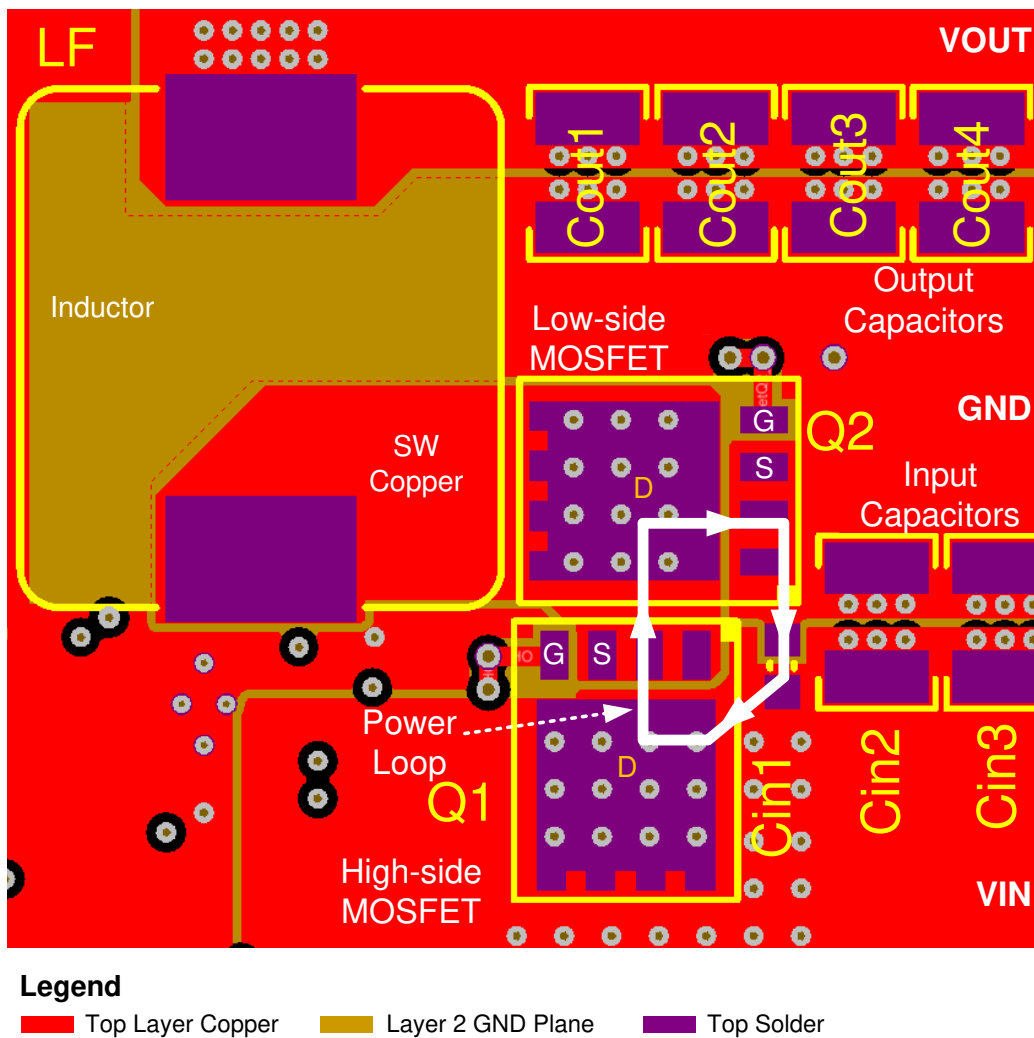 LF
VOUT
Cout1
Cout2
Cout3
Cout4
Inductor
Output
Capacitors
Low-side
MOSFET
GND
G
Q2
S
D
SW
Copper
Input
Capacitors
HO
G
S
Power
Loop
D
Q1
Cin1
Cin2
Cin3
High-side
MOSFET
VIN
Legend
Top Layer Copper
Layer 2 GND Plane
Top Solder